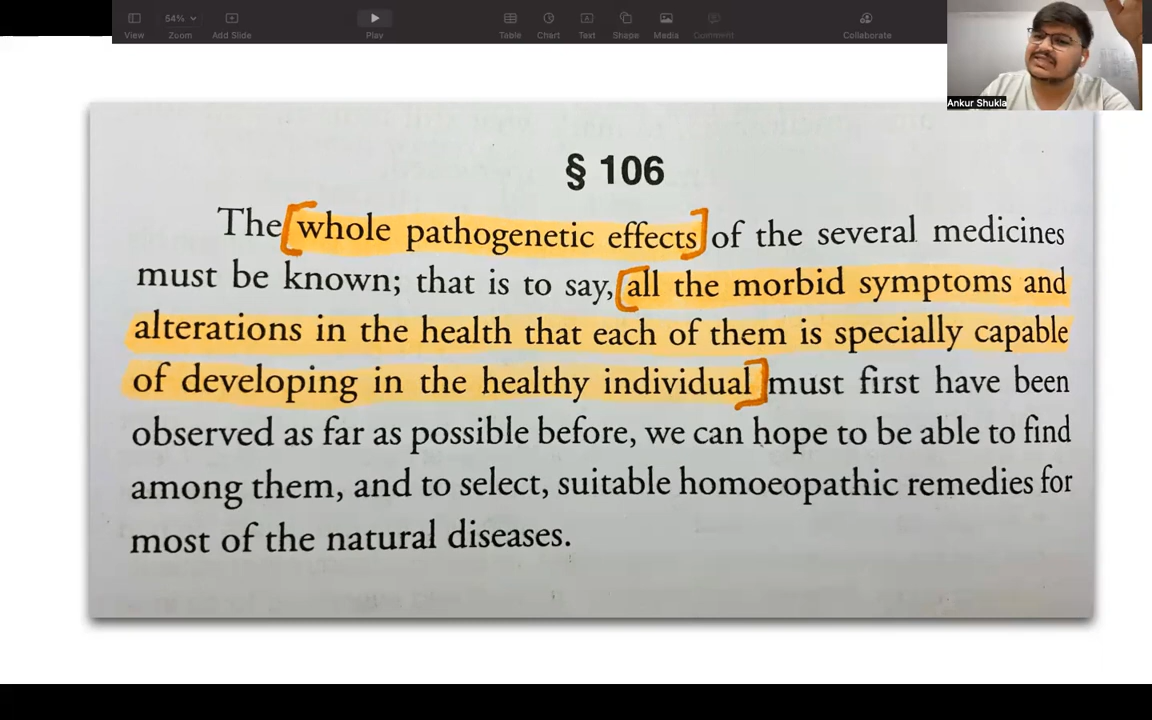 View
54%
Zoom
Add Slide
Play
Table
Chart
Text
Shape
Media
Comment
Collaborate
Ankur Shukla
§ 106
The whole pathogenetic effects of the several medicines
must be known; that is to say, all the morbid symptoms and
alterations in the health that each of them is specially capable
of developing in the healthy individual must first have been
observed as far as possible before, we can hope to be able to find
among them, and to select, suitable homoeopathic remedies for
most of the natural diseases.